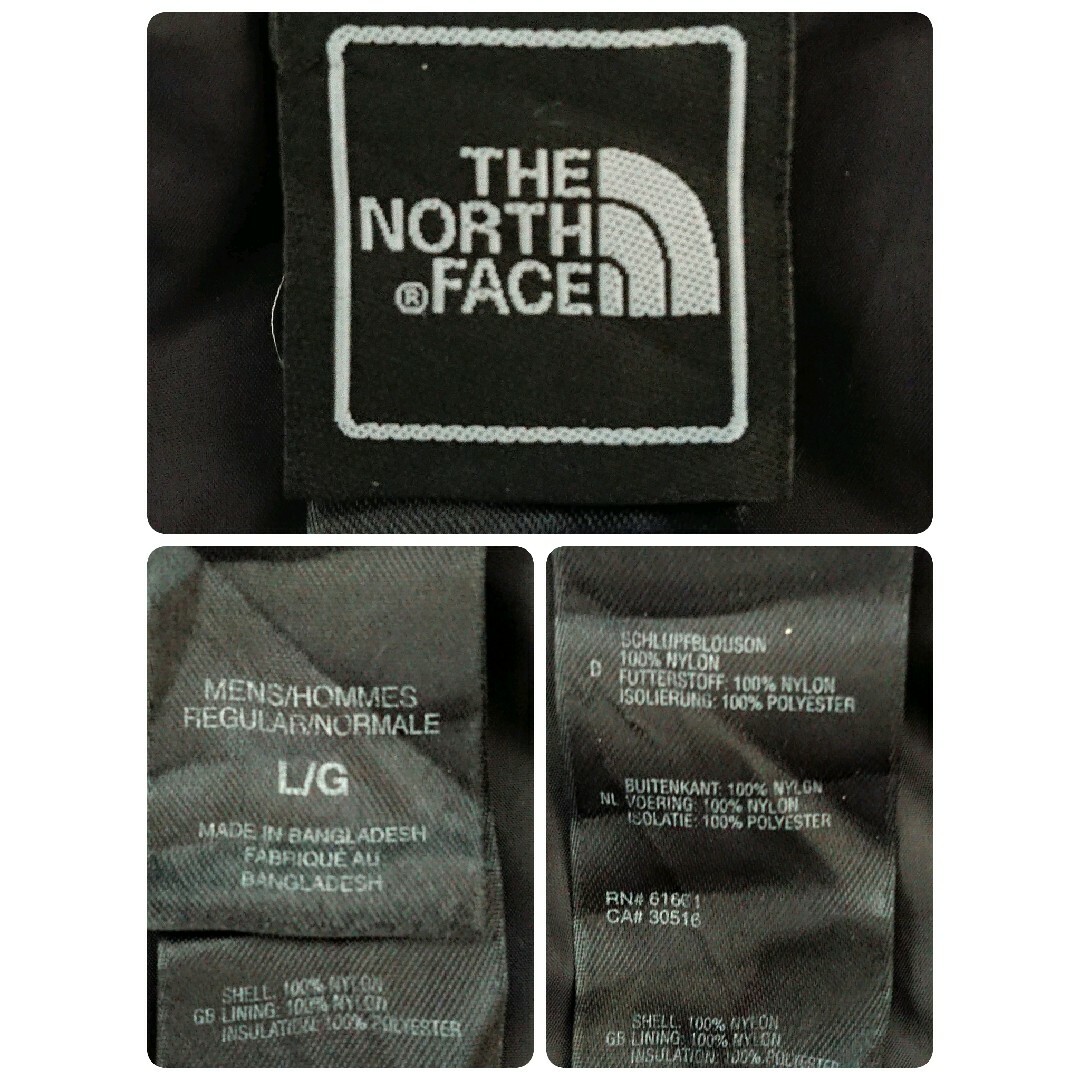 THE
NORTH
®FACE
MENS/HOMMES
REGULAR/NORMALE
L/G
MADE IN BANGLADESH
FABRIQUÉ AU
BANGLADESH
SHELL: 100% NYLON
GB LINING: 100% NYLON
INSULATION: 100% POLYESTER
SCHLUPFBLOUSON
D 100% NYLON
FUTTERSTOFF: 100% NYLON
ISOLIERUNG: 100% POLYESTER
BUITENKANT: 100% NYLON
NL VOERING: 100% NYLON
ISOLATIE: 100% POLYESTER
RN# 61661
CA# 30516
SHELL: 100% NYLON
GB LINING: 100% NYLON
INSULATION: 100% POLYESTER